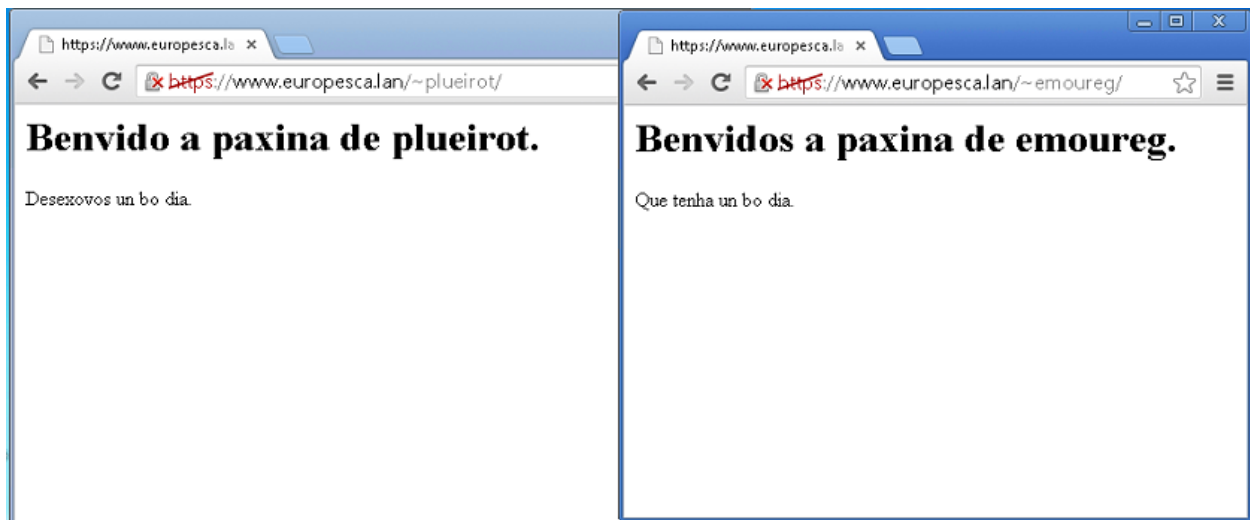 https://www.europesca.la
https://www.europesca.lan/~plueirot/
Benvido a paxina de plueirot.
Desexovos un bo dia.
https://www.europesca.la
https://www.europesca.lan/~emoureg/
Benvidos a paxina de emoureg.
Que tenha un bo dia.